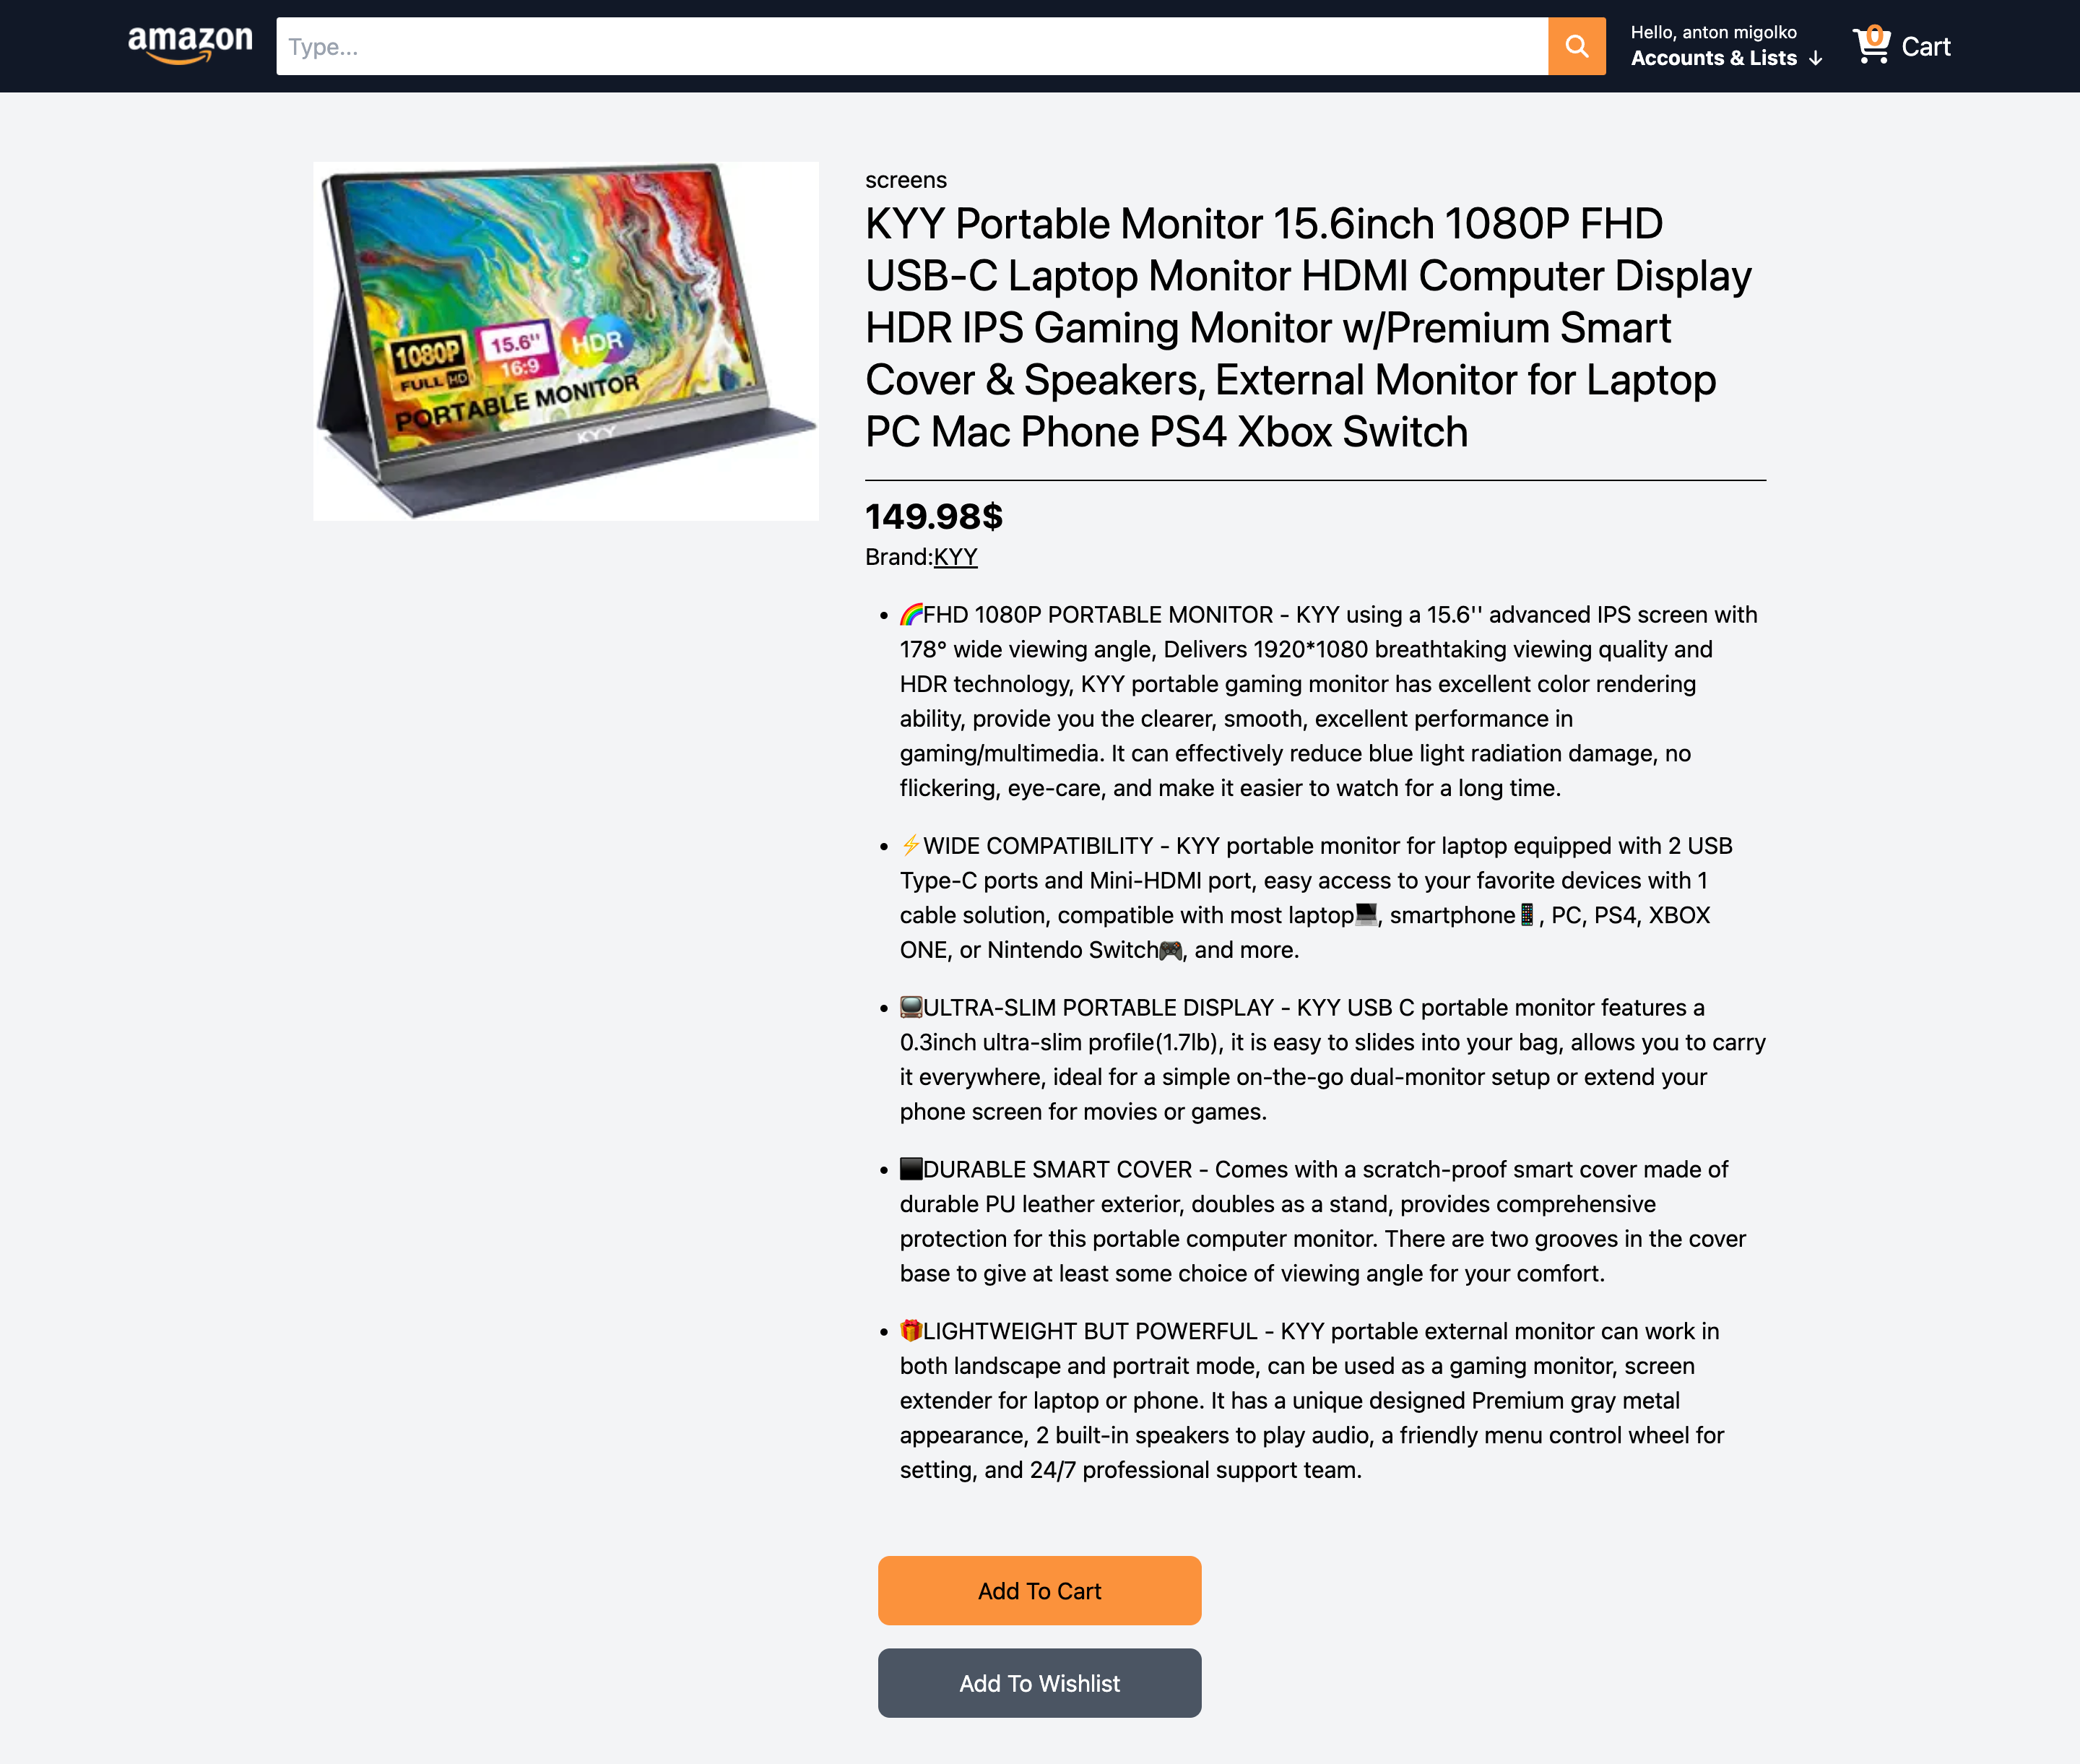 amazon
Type...
Hello, anton migolko
Accounts & Lists ↓
0
Cart
1080P
FULL HD
15.6"
16:9
HDR
PORTABLE MONITOR
KYY
screens
KYY Portable Monitor 15.6inch 1080P FHD
USB-C Laptop Monitor HDMI Computer Display
HDR IPS Gaming Monitor w/Premium Smart
Cover & Speakers, External Monitor for Laptop
PC Mac Phone PS4 Xbox Switch
149.98$
Brand:KYY
• 🌈FHD 1080P PORTABLE MONITOR - KYY using a 15.6'' advanced IPS screen with
178° wide viewing angle, Delivers 1920*1080 breathtaking viewing quality and
HDR technology, KYY portable gaming monitor has excellent color rendering
ability, provide you the clearer, smooth, excellent performance in
gaming/multimedia. It can effectively reduce blue light radiation damage, no
flickering, eye-care, and make it easier to watch for a long time.
• ⚡WIDE COMPATIBILITY - KYY portable monitor for laptop equipped with 2 USB
Type-C ports and Mini-HDMI port, easy access to your favorite devices with 1
cable solution, compatible with most laptop💻, smartphone📱, PC, PS4, XBOX
ONE, or Nintendo Switch🎮, and more.
• 📺ULTRA-SLIM PORTABLE DISPLAY - KYY USB C portable monitor features a
0.3inch ultra-slim profile(1.7lb), it is easy to slides into your bag, allows you to carry
it everywhere, ideal for a simple on-the-go dual-monitor setup or extend your
phone screen for movies or games.
• ⬛DURABLE SMART COVER - Comes with a scratch-proof smart cover made of
durable PU leather exterior, doubles as a stand, provides comprehensive
protection for this portable computer monitor. There are two grooves in the cover
base to give at least some choice of viewing angle for your comfort.
• 🎁LIGHTWEIGHT BUT POWERFUL - KYY portable external monitor can work in
both landscape and portrait mode, can be used as a gaming monitor, screen
extender for laptop or phone. It has a unique designed Premium gray metal
appearance, 2 built-in speakers to play audio, a friendly menu control wheel for
setting, and 24/7 professional support team.
Add To Cart
Add To Wishlist